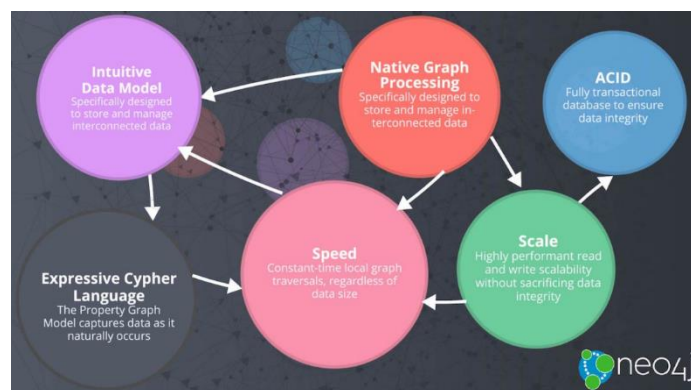 Intuitive
Data Model
Specifically designed
to store and manage
interconnected data
Native Graph
Processing
Specifically designed to
store and manage in-
terconnected data
ACID
Fully transactional
database to ensure
data integrity
Expressive Cypher
Language
The Property Graph
Model captures data as it
naturally occurs
Speed
Constant-time local graph
traversals, regardless of
data size
Scale
Highly performant read
and write scalability
without sacrificing data
integrity
neo4j